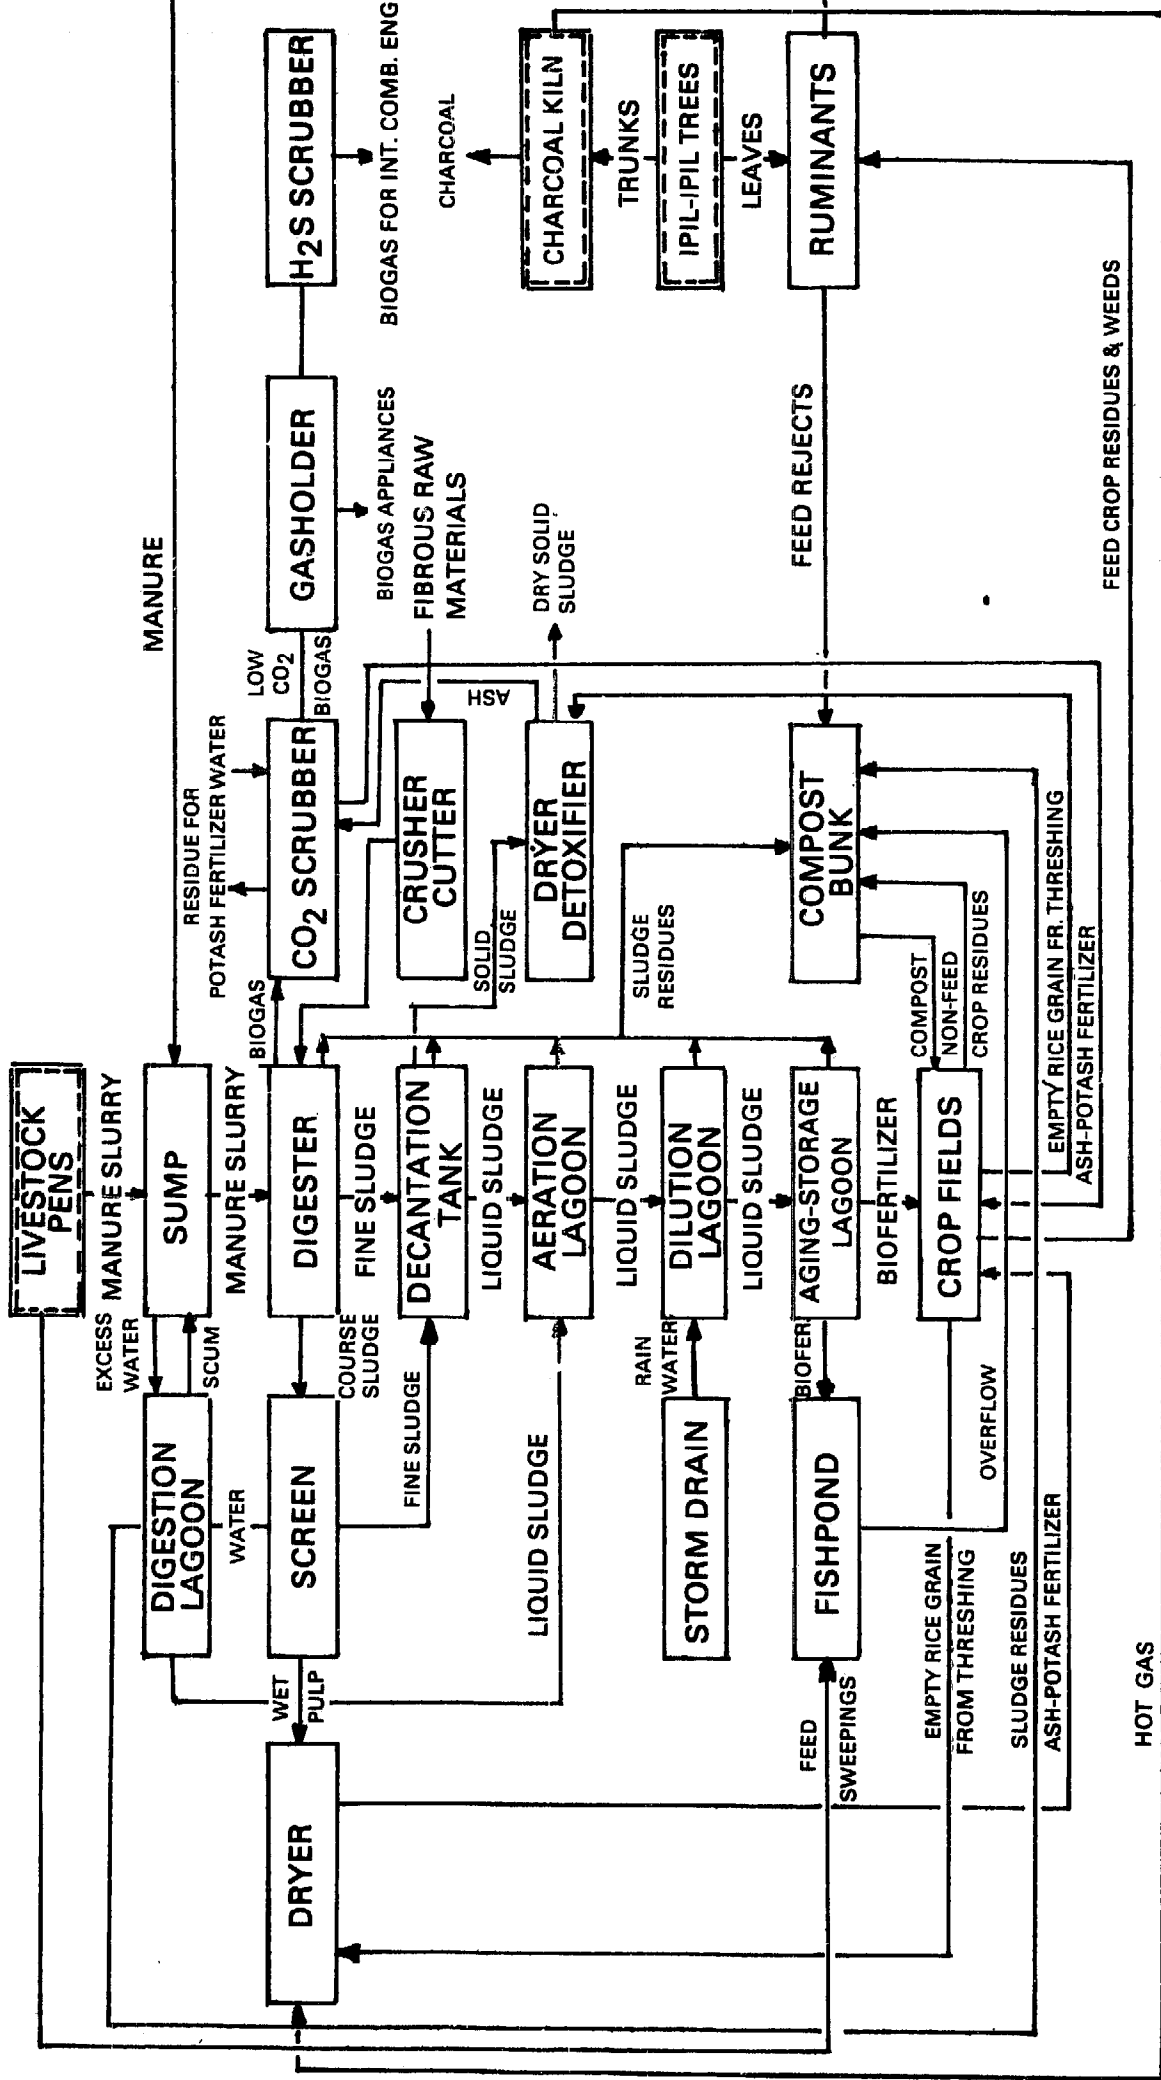 LIVESTOCK
PENS
MANURE SLURRY
MANURE
EXCESS
WATER
SCUM
SUMP
DIGESTION
LAGOON
WATER
MANURE SLURRY
BIOGAS
RESIDUE FOR
POTASH FERTILIZER
WATER
DRYER
WET
PULP
SCREEN
COURSE
SLUDGE
DIGESTER
CO2 SCRUBBER
LOW
CO2
BIOGAS
GASHOLDER
H2S SCRUBBER
BIOGAS APPLIANCES
BIOGAS FOR INT. COMB. ENG
FINE SLUDGE
FINE SLUDGE
DECANTATION
TANK
CRUSHER
CUTTER
FIBROUS RAW
MATERIALS
ASH
CHARCOAL
SOLID
SLUDGE
LIQUID SLUDGE
LIQUID SLUDGE
AERATION
LAGOON
DRYER
DETOXIFIER
DRY SOLID
SLUDGE
CHARCOAL KILN
TRUNKS
LIQUID SLUDGE
SLUDGE
RESIDUES
RAIN
WATER
STORM DRAIN
DILUTION
LAGOON
IPIL-IPIL TREES
LEAVES
LIQUID SLUDGE
FEED
SWEEPINGS
FISHPOND
BIOFER
AGING-STORAGE
LAGOON
COMPOST
BUNK
FEED REJECTS
RUMINANTS
BIOFERTILIZER
COMPOST
NON-FEED
CROP RESIDUES
CROP FIELDS
EMPTY RICE GRAIN
FROM THRESHING
OVERFLOW
SLUDGE RESIDUES
ASH-POTASH FERTILIZER
EMPTY RICE GRAIN FR. THRESHING
ASH-POTASH FERTILIZER
FEED CROP RESIDUES & WEEDS
HOT GAS